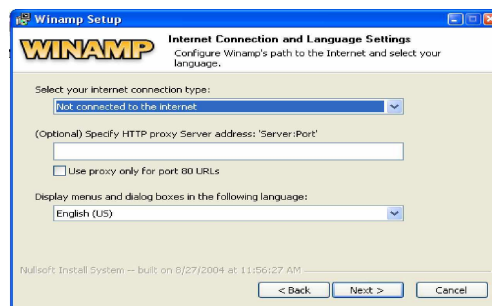 Winamp Setup
WINAMP
Internet Connection and Language Settings
Configure Winamp's path to the Internet and select your
language.
Select your internet connection type:
Not connected to the internet
(Optional) Specify HTTP proxy Server address: 'Server:Port'
Use proxy only for port 80 URLs
Display menus and dialog boxes in the following language:
English (US)
Nullsoft Install System -- built on 8/27/2004 at 11:56:27 AM
< Back
Next >
Cancel